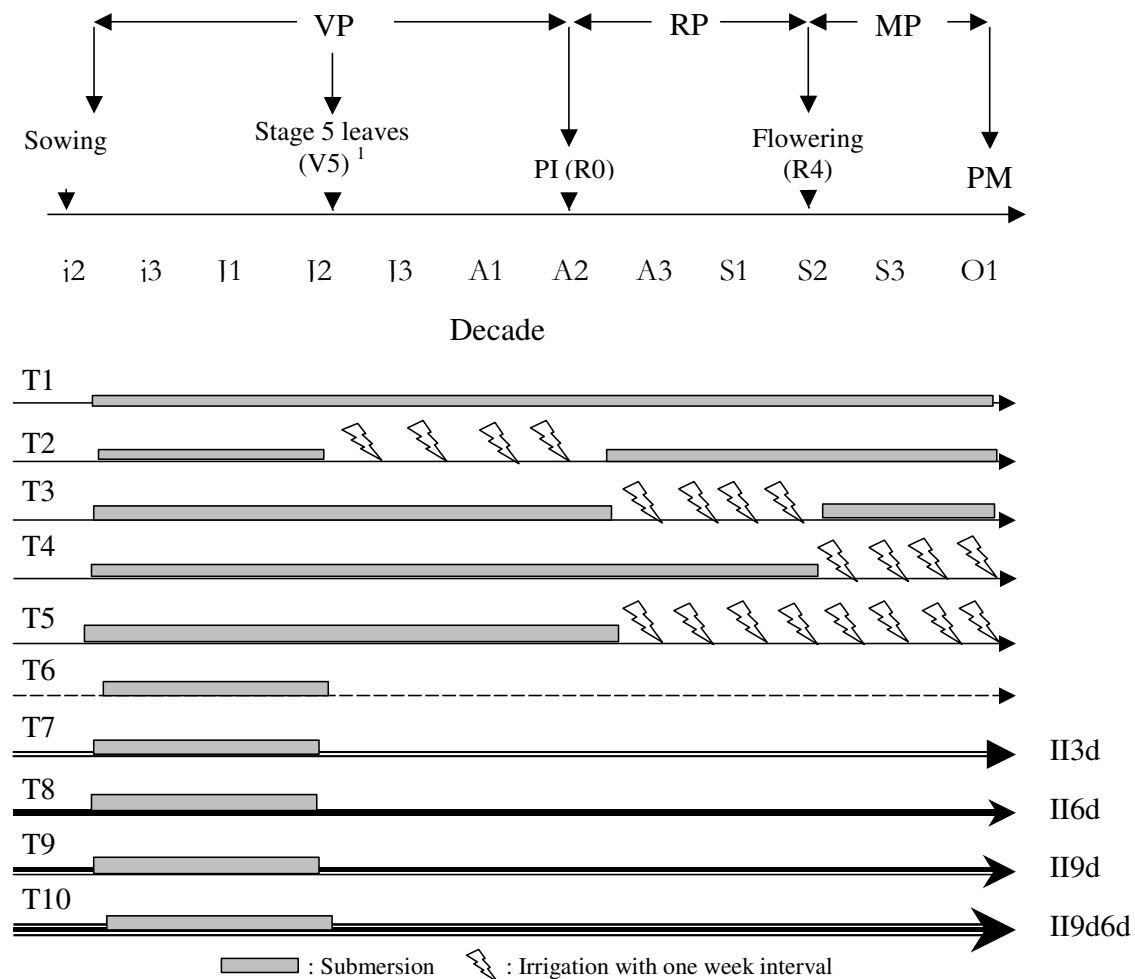 VP RP MP
Sowing
Stage 5 leaves
(V5) 1
PI (R0)
Flowering
(R4)
PM
j2 j3 J1 J2 J3 A1 A2 A3 S1 S2 S3 O1
Decade
T1
T2
T3
T4
T5
T6
T7 II3d
T8 II6d
T9 II9d
T10 II9d6d
: Submersion : Irrigation with one week interval